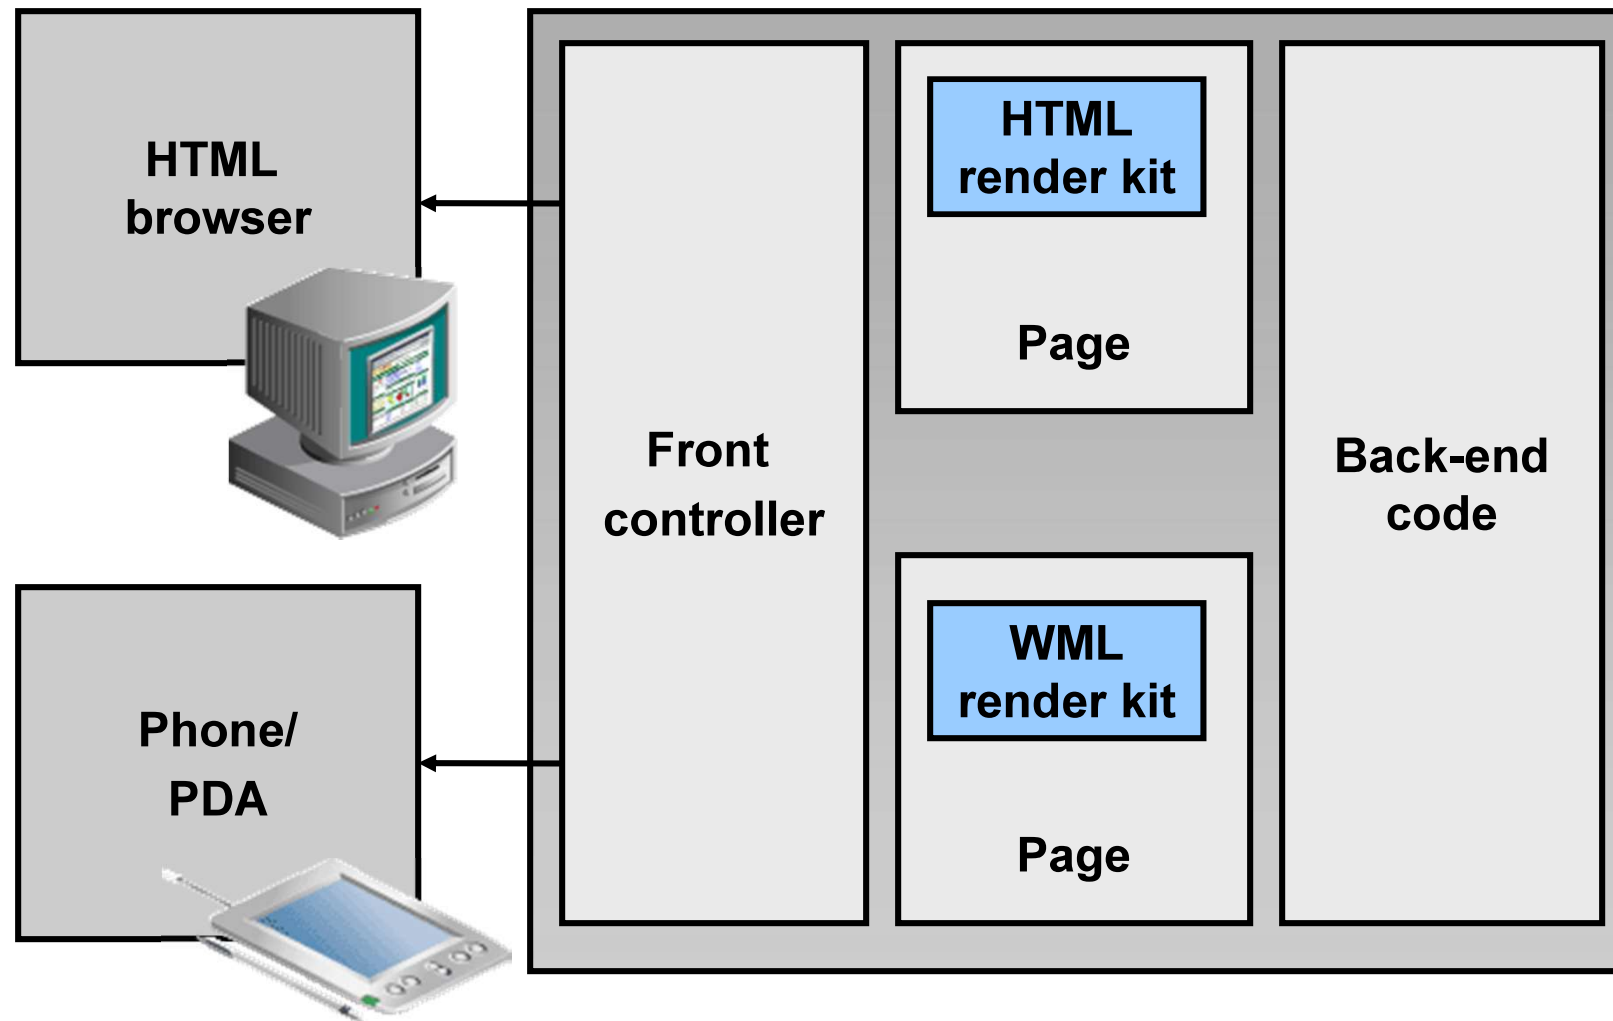 HTML
browser
Phone/
PDA
Front
controller
HTML
render kit
Page
WML
render kit
Page
Back-end
code